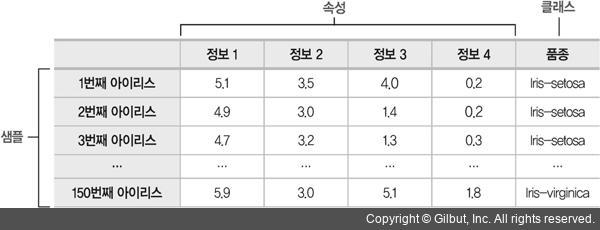 속성 클래스
정보 1 정보 2 정보 3 정보 4 품종
1번째 아이리스 5.1 3.5 4.0 0.2 Iris-setosa
2번째 아이리스 4.9 3.0 1.4 0.2 Iris-setosa
샘플
3번째 아이리스 4.7 3.2 1.3 0.3 Iris-setosa
... ... ... ... ... ...
150번째 아이리스 5.9 3.0 5.1 1.8 Iris-virginica
Copyright © Gilbut, Inc. All rights reserved.